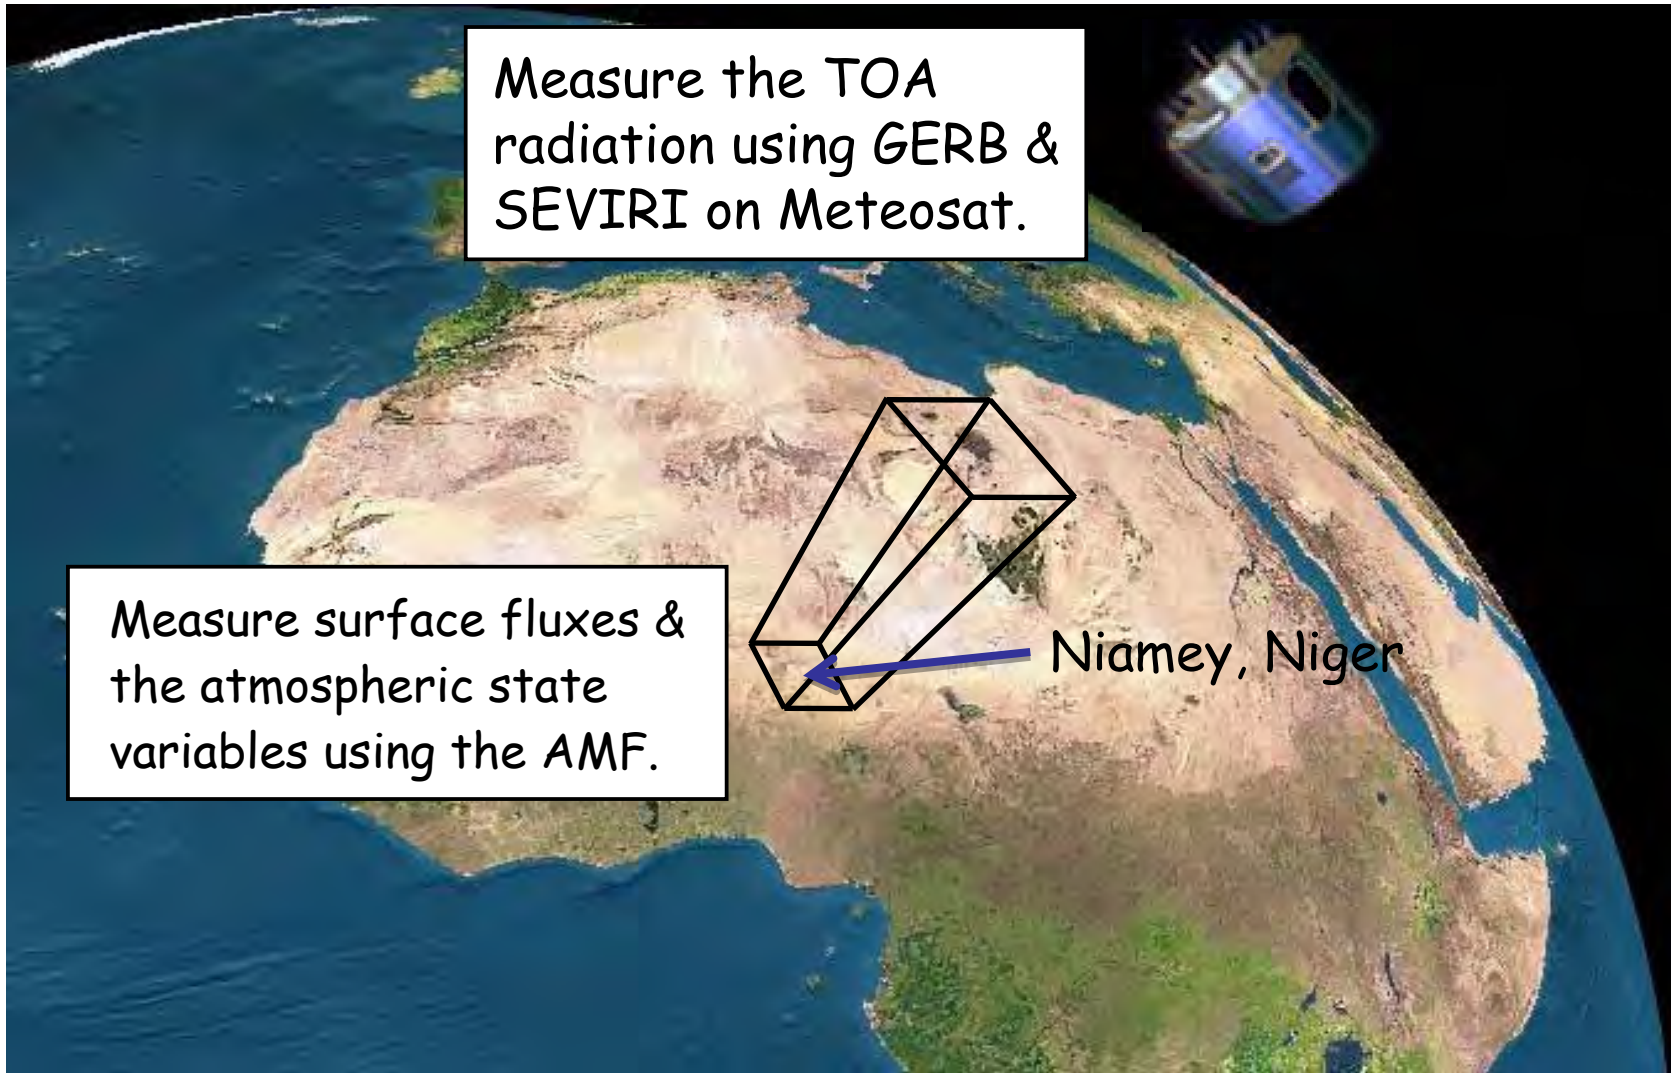 Measure the TOA
radiation using GERB &
SEVIRI on Meteosat.
Measure surface fluxes &
the atmospheric state
variables using the AMF.
Niamey, Niger